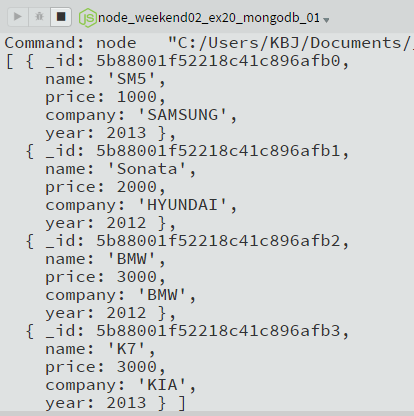 node_weekend02_ex20_mongodb_01
Command: node "C:/Users/KBJ/Documents/
[ { _id: 5b88001f52218c41c896afb0,
name: 'SM5',
price: 1000,
company: 'SAMSUNG',
year: 2013 },
{ _id: 5b88001f52218c41c896afb1,
name: 'Sonata',
price: 2000,
company: 'HYUNDAI',
year: 2012 },
{ _id: 5b88001f52218c41c896afb2,
name: 'BMW',
price: 3000,
company: 'BMW',
year: 2012 },
{ _id: 5b88001f52218c41c896afb3,
name: 'K7',
price: 3000,
company: 'KIA',
year: 2013 } ]